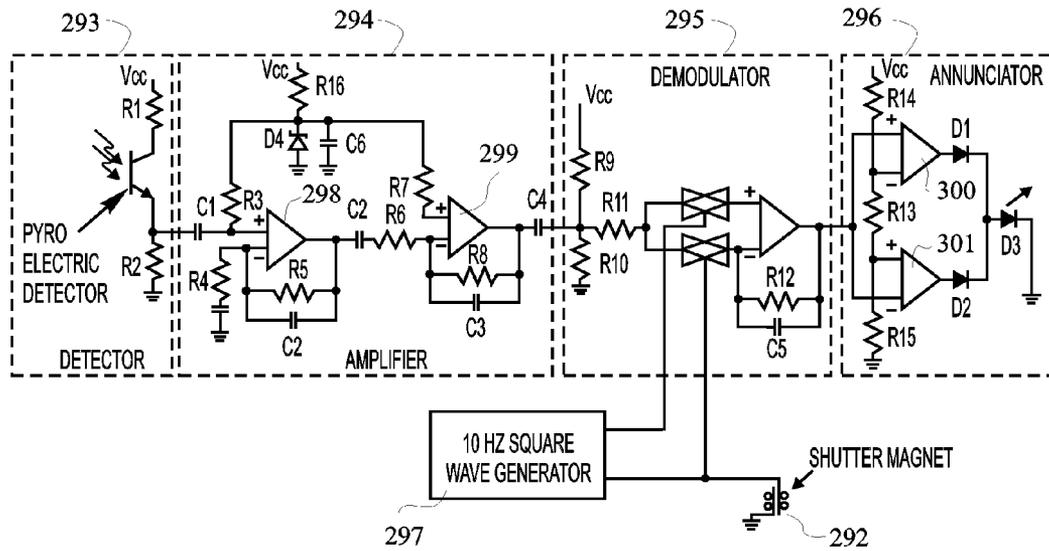 293
294
295
296
VCC
R1
PYRO
ELECTRIC
DETECTOR
R2
DETECTOR
VCC
R16
D4
C6
R3
C1
298
R4
R5
C2
C2
R6
R7
299
R8
C3
C4
AMPLIFIER
DEMODULATOR
VCC
R9
R10
R11
R12
C5
+
−
ANNUNCIATOR
VCC
R14
R13
R15
300
301
D1
D2
D3
10 HZ SQUARE
WAVE GENERATOR
297
SHUTTER MAGNET
292